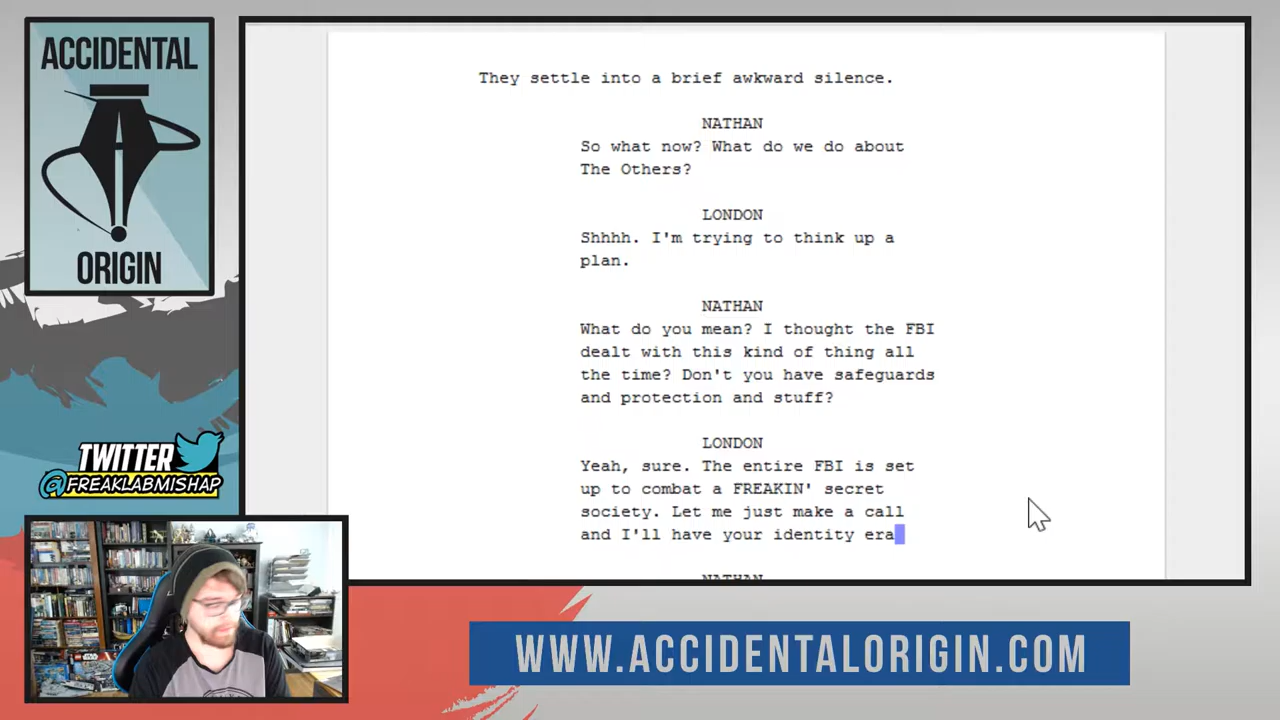 ACCIDENTAL
ORIGIN
They settle into a brief awkward silence.
NATHAN
So what now? What do we do about
The Others?
LONDON
Shhhh. I'm trying to think up a
plan.
NATHAN
What do you mean? I thought the FBI
dealt with this kind of thing all
the time? Don't you have safeguards
and protection and stuff?
LONDON
Yeah, sure. The entire FBI is set
up to combat a FREAKIN' secret
society. Let me just make a call
and I'll have your identity era
NATHAN
TWITTER
@FREAKLABMISHAP
WWW.ACCIDENTALORIGIN.COM